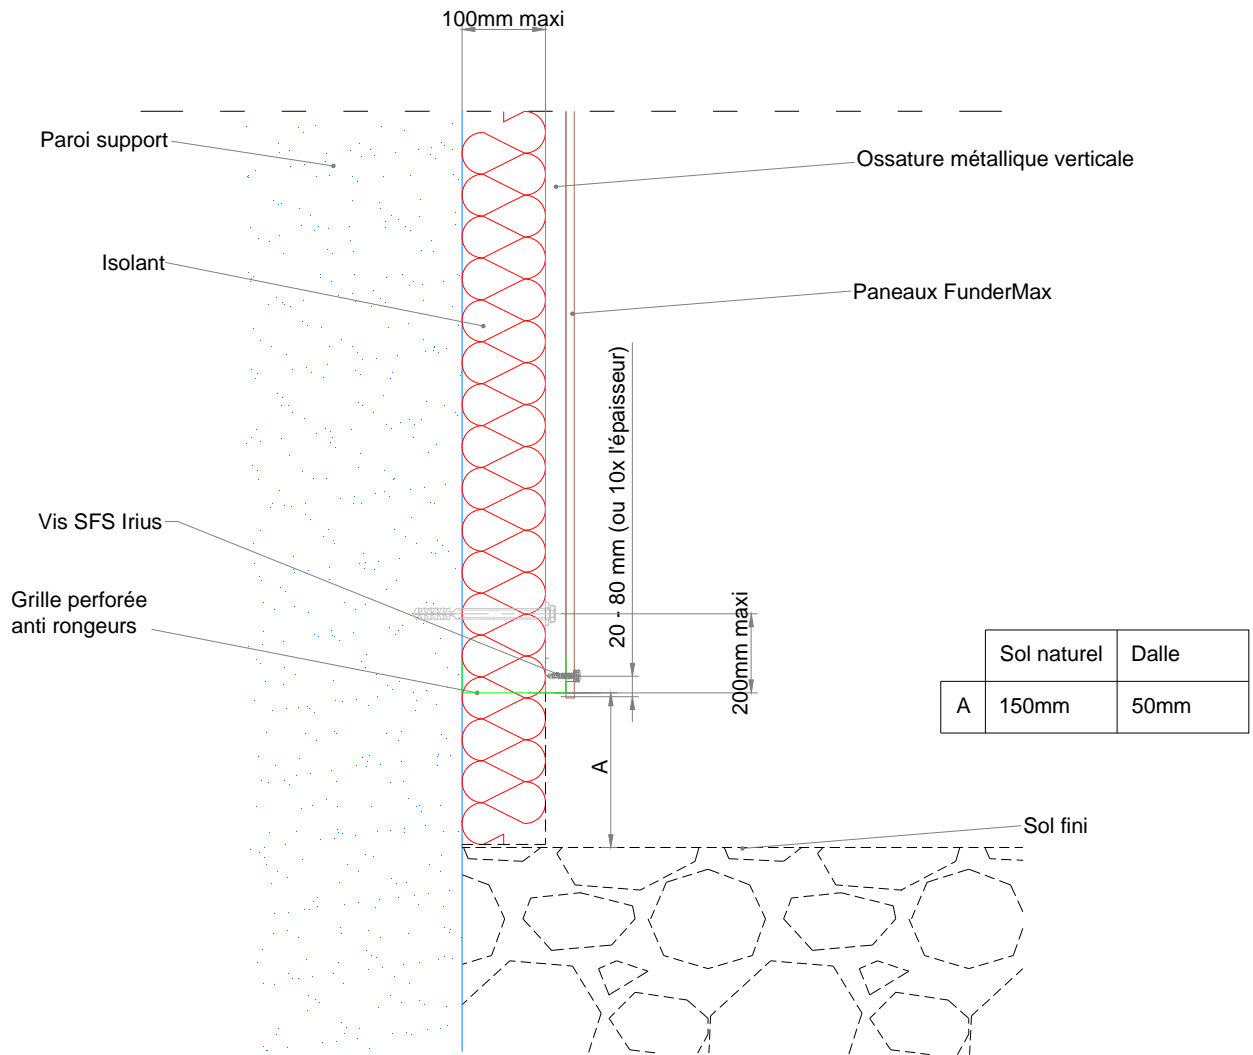 100mm maxi
Paroi support
Ossature métallique verticale
Isolant
Paneaux FunderMax
20 - 80 mm (ou 10x l'épaisseur)
Vis SFS Irius
Grille perforée
anti rongeurs
200mm maxi
Sol naturel Dalle
A 150mm 50mm
A
Sol fini